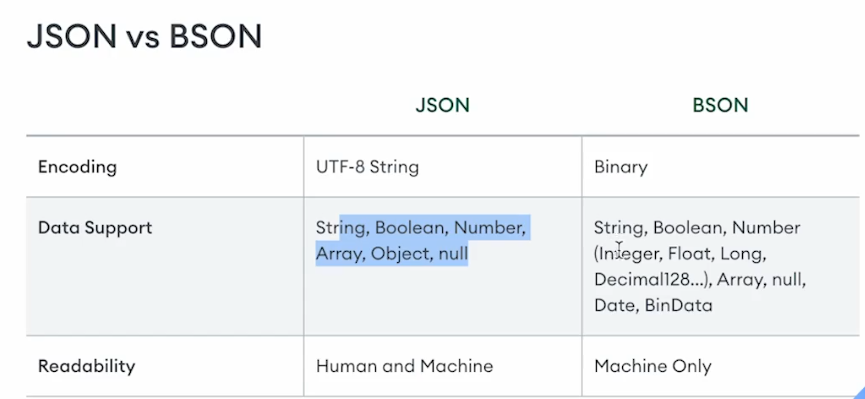 JSON vs BSON
JSON BSON
Encoding UTF-8 String Binary
Data Support String, Boolean, Number, String, Boolean, Number
Array, Object, null (Integer, Float, Long,
Decimal128...), Array, null,
Date, BinData
Readability Human and Machine Machine Only